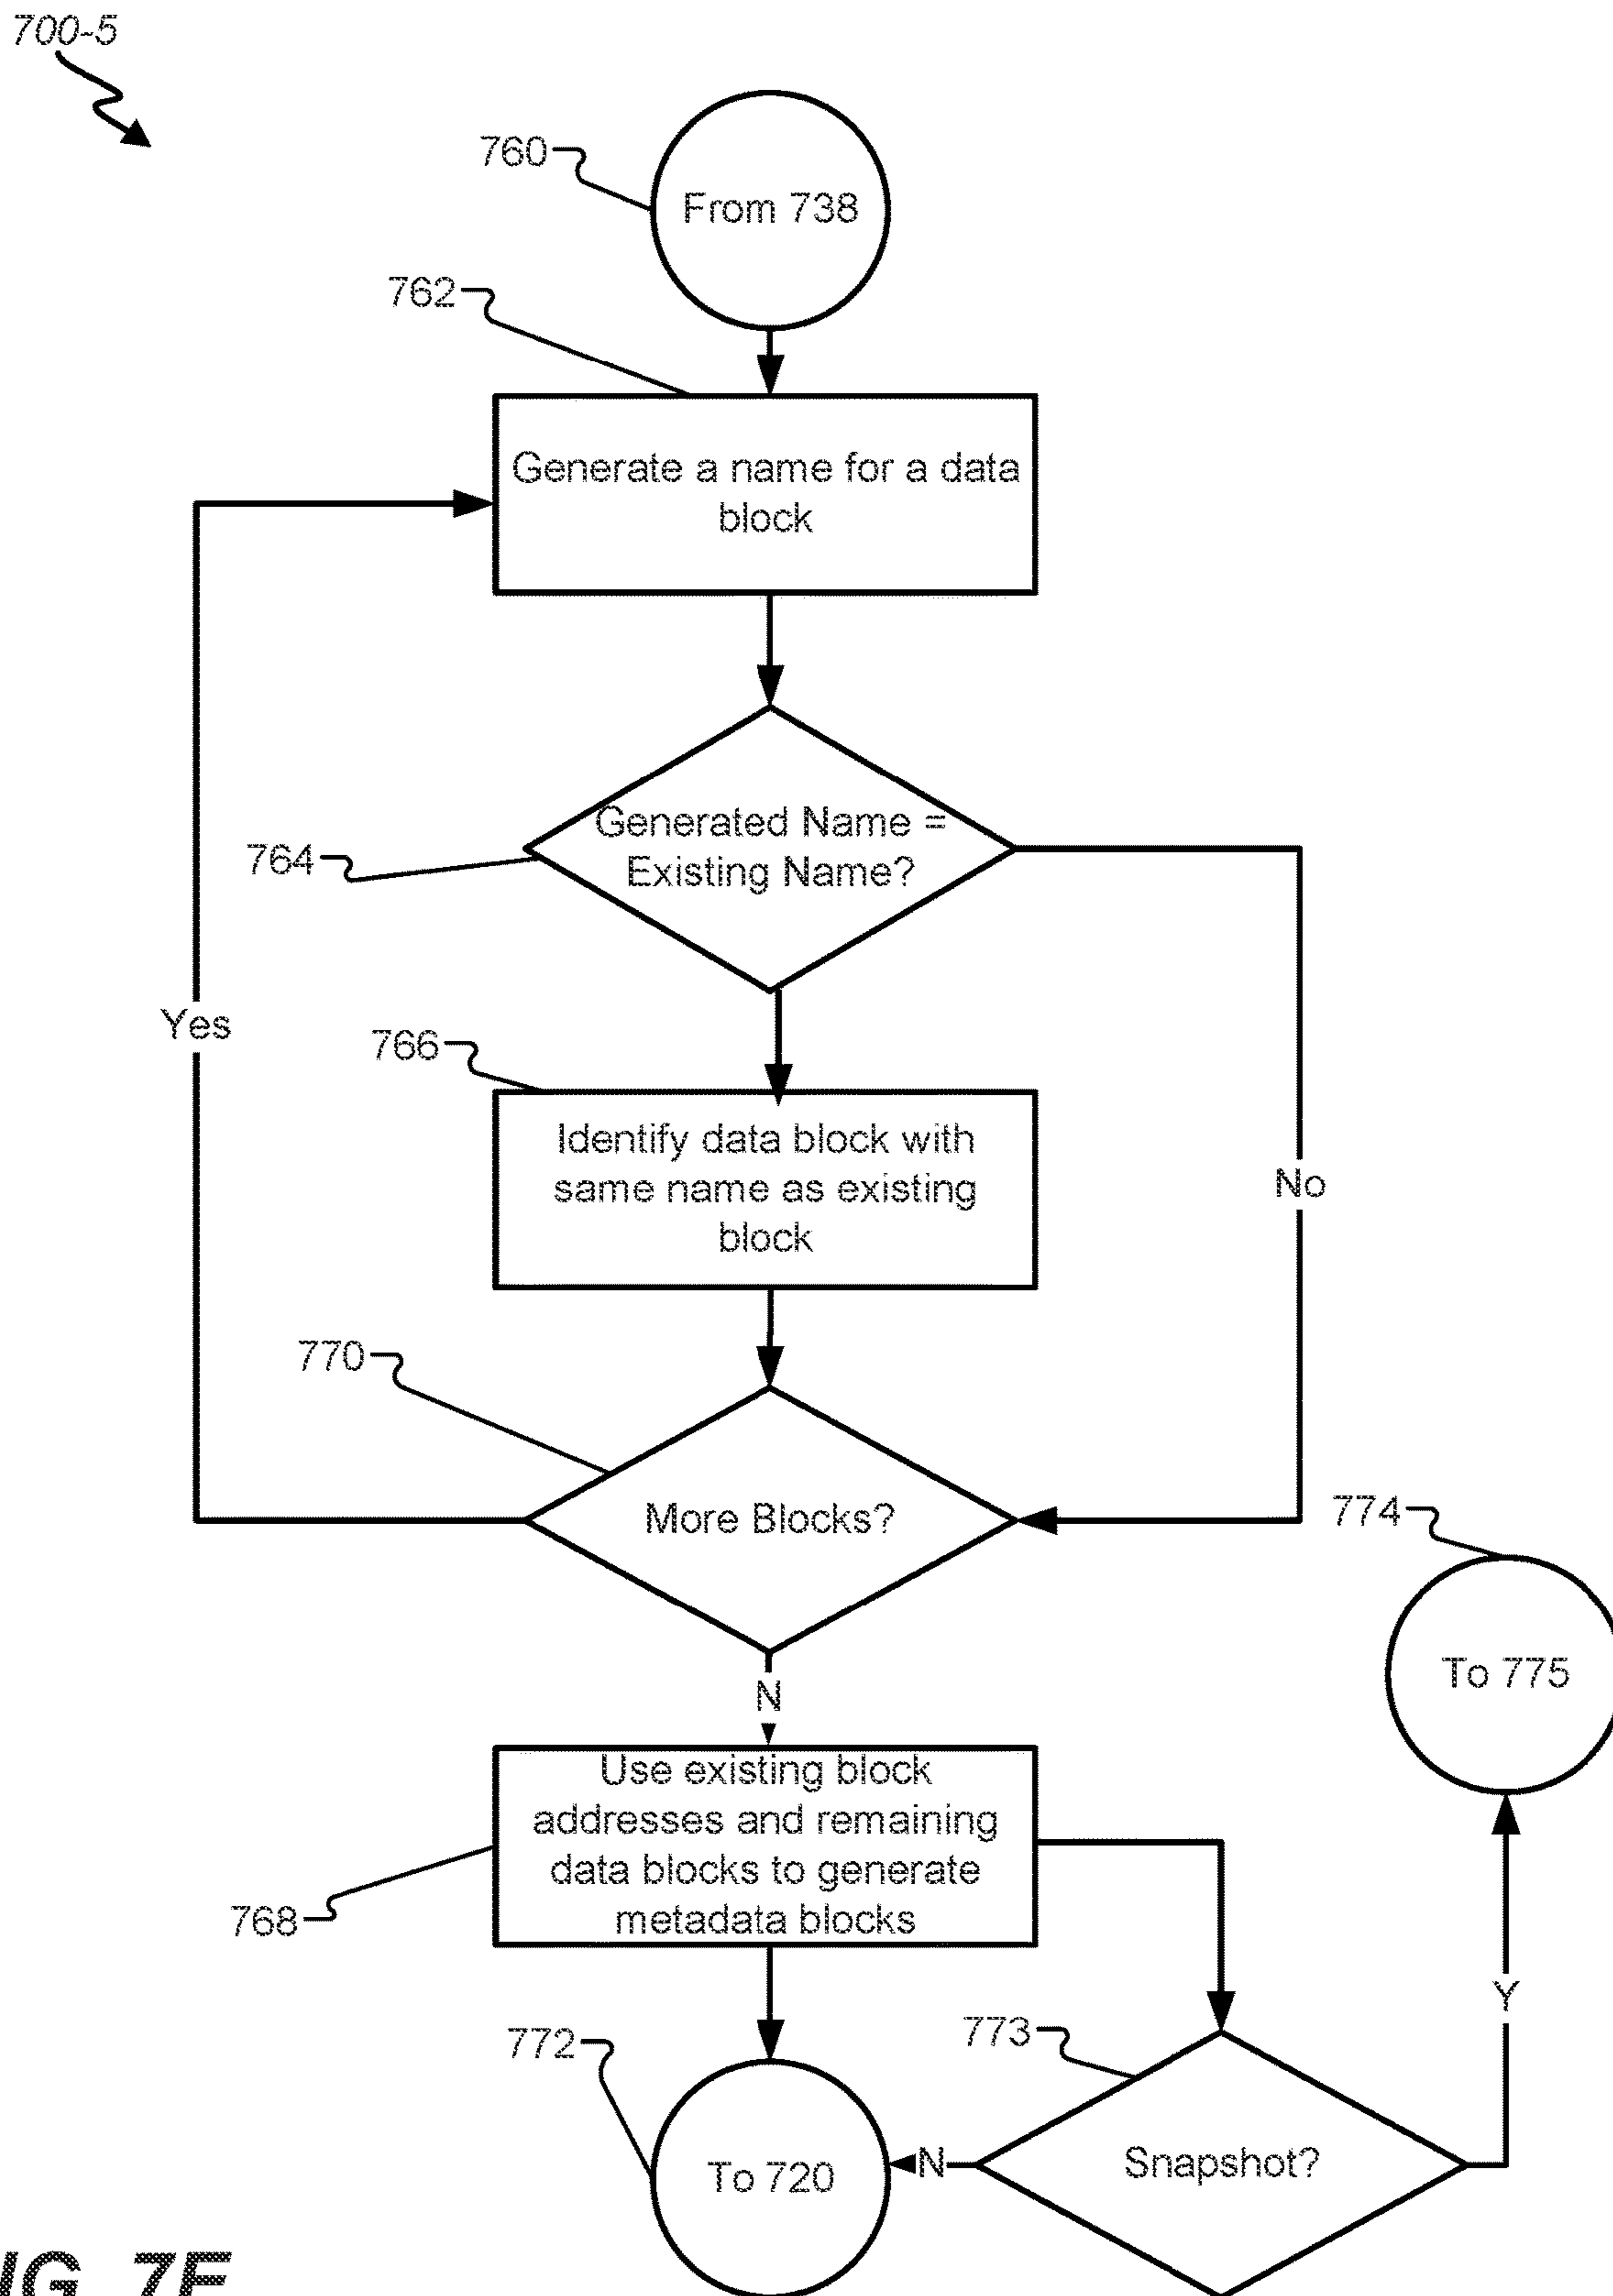 700-5
760
From 738
762
Generate a name for a data
block
764
Generated Name =
Existing Name?
Yes
766
Identify data block with
same name as existing
block
No
770
More Blocks?
774
To 775
N
Use existing block
addresses and remaining
data blocks to generate
metadata blocks
768
Y
772
773
To 720
N
Snapshot?